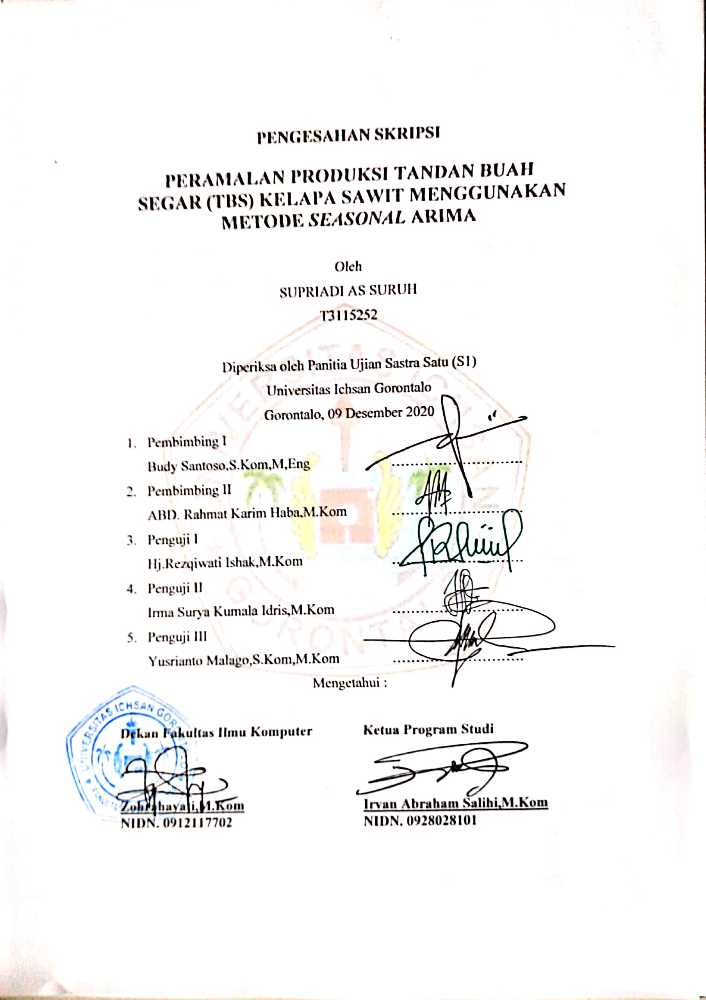 PENGESAHAN SKRIPSI
PERAMALAN PRODUKSI TANDAN BUAH
SEGAR (TBS) KELAPA SAWIT MENGGUNAKAN
METODE SEASONAL ARIMA
Oleh
SUPRIADI AS SURUH
T3115252
Diperiksa oleh Panitia Ujian Sastra Satu (S1)
Universitas Ichsan Gorontalo
Gorontalo, 09 Desember 2020
1. Pembimbing I
Budy Santoso,S.Kom,M,Eng ..............................
2. Pembimbing II
ABD. Rahmat Karim Haba,M.Kom ..............................
3. Penguji I
Hj.Rezqiwati Ishak,M.Kom ..............................
4. Penguji II
Irma Surya Kumala Idris,M.Kom ..............................
5. Penguji III
Yusrianto Malago,S.Kom,M.Kom ..............................
Mengetahui :
UNIVERSITAS ICHSAN
Dekan Fakultas Ilmu Komputer Ketua Program Studi
M.Kom Irvan Abraham Salihi,M.Kom
NIDN. 0912117702 NIDN. 0928028101
UNIVERSITAS ICHSAN